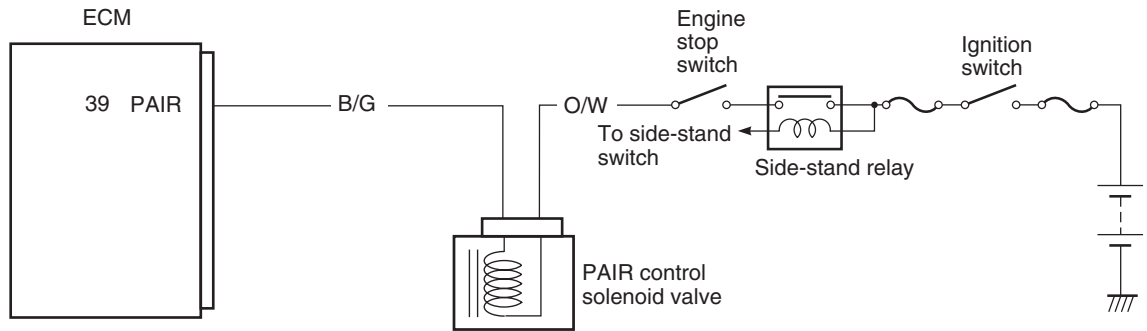 ECM
39 PAIR
B/G
O/W
Engine
stop
switch
To side-stand
switch
Side-stand relay
Ignition
switch
PAIR control
solenoid valve